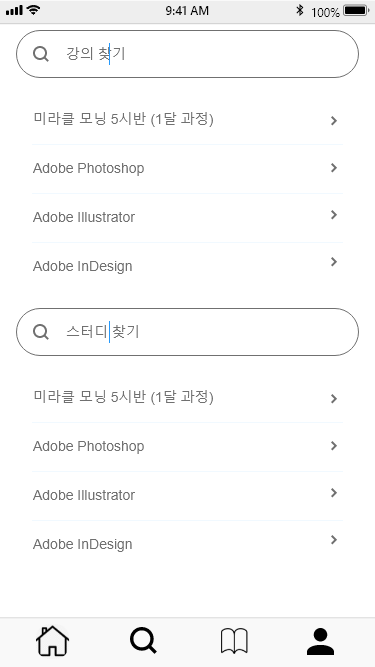 9:41 AM
100%
강의 찾기
미라클 모닝 5시반 (1달 과정)
Adobe Photoshop
Adobe Illustrator
Adobe InDesign
스터디 찾기
미라클 모닝 5시반 (1달 과정)
Adobe Photoshop
Adobe Illustrator
Adobe InDesign